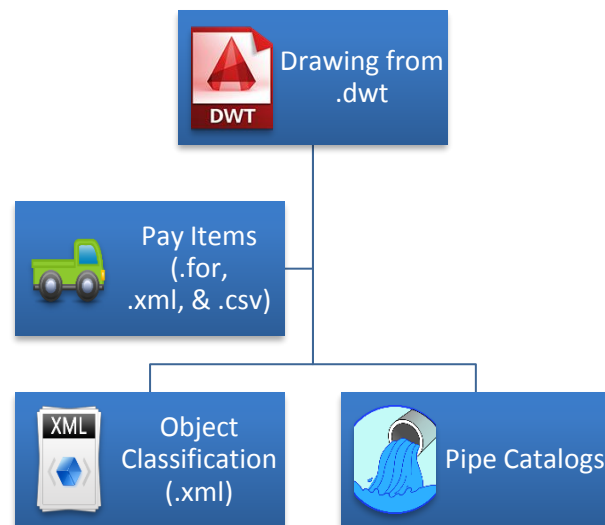 Drawing from
.dwt
DWT
Pay Items
(.for,
.xml, & .csv)
XML
Object
Classification
(.xml)
Pipe Catalogs